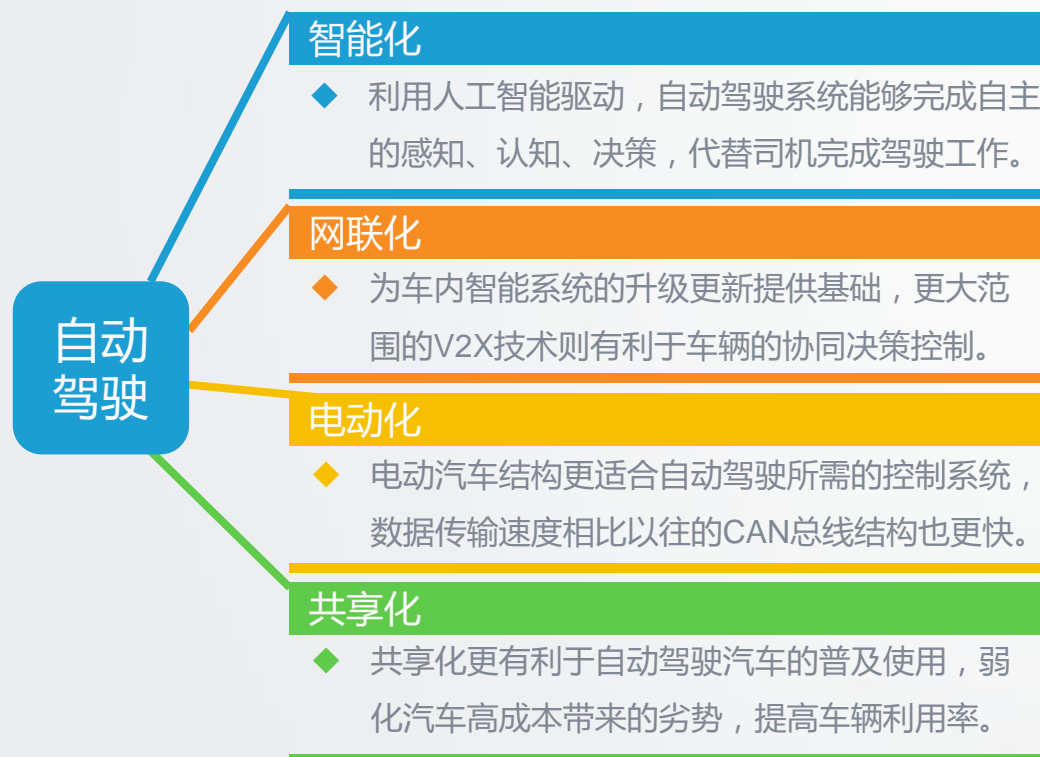 自动
驾驶
智能化
利用人工智能驱动，自动驾驶系统能够完成自主
的感知、认知、决策，代替司机完成驾驶工作。
网联化
为车内智能系统的升级更新提供基础，更大范
围的V2X技术则有利于车辆的协同决策控制。
电动化
电动汽车结构更适合自动驾驶所需的控制系统，
数据传输速度相比以往的CAN总线结构也更快。
共享化
共享化更有利于自动驾驶汽车的普及使用，弱
化汽车高成本带来的劣势，提高车辆利用率。